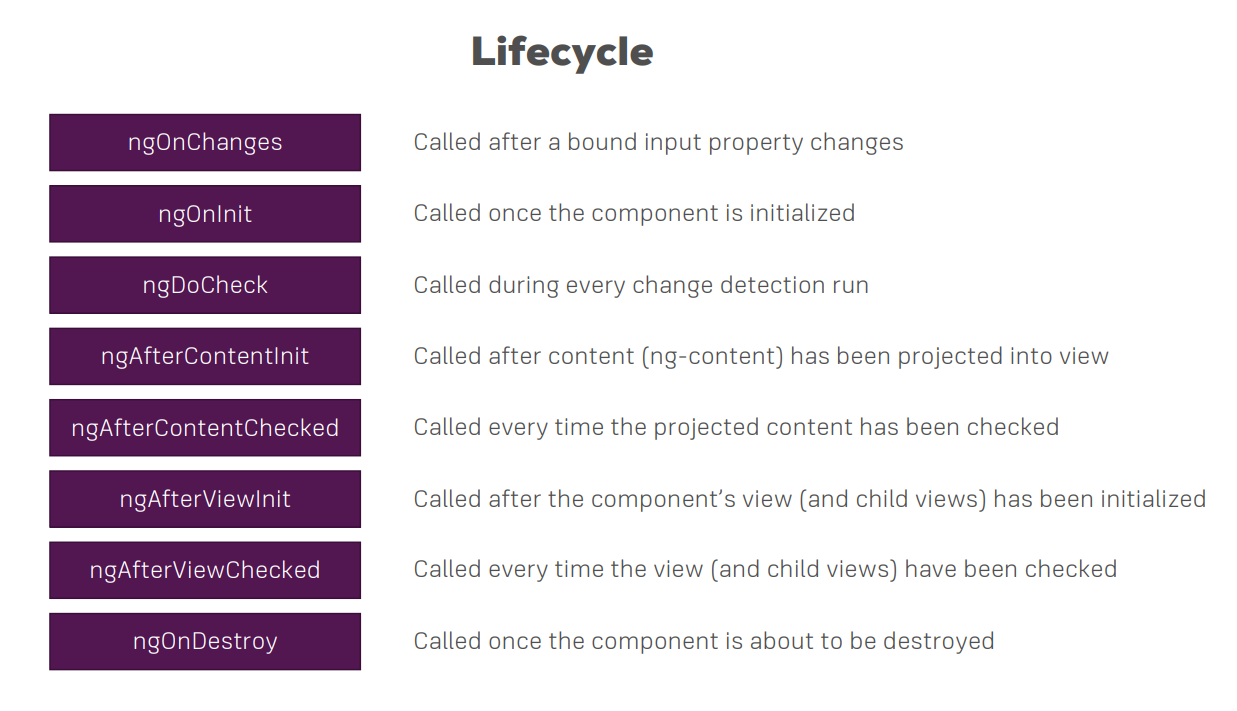 Lifecycle
ngOnChanges
Called after a bound input property changes
ngOnInit
Called once the component is initialized
ngDoCheck
Called during every change detection run
ngAfterContentInit
Called after content (ng-content) has been projected into view
ngAfterContentChecked
Called every time the projected content has been checked
ngAfterViewInit
Called after the component’s view (and child views) has been initialized
ngAfterViewChecked
Called every time the view (and child views) have been checked
ngOnDestroy
Called once the component is about to be destroyed